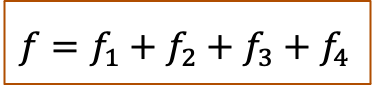 f = f₁ + f₂ + f₃ + f₄